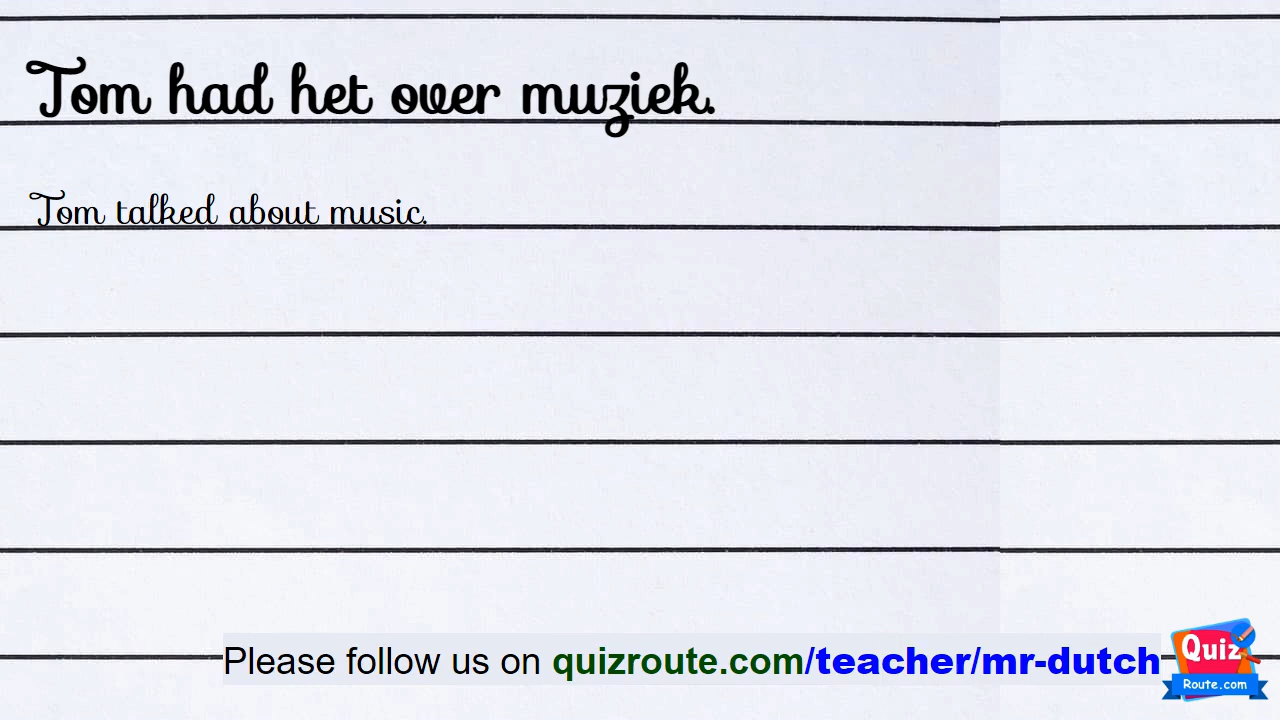 Tom had het over muziek.
Tom talked about music.
Please follow us on quizroute.com/teacher/mr-dutch
Quiz
Route.com